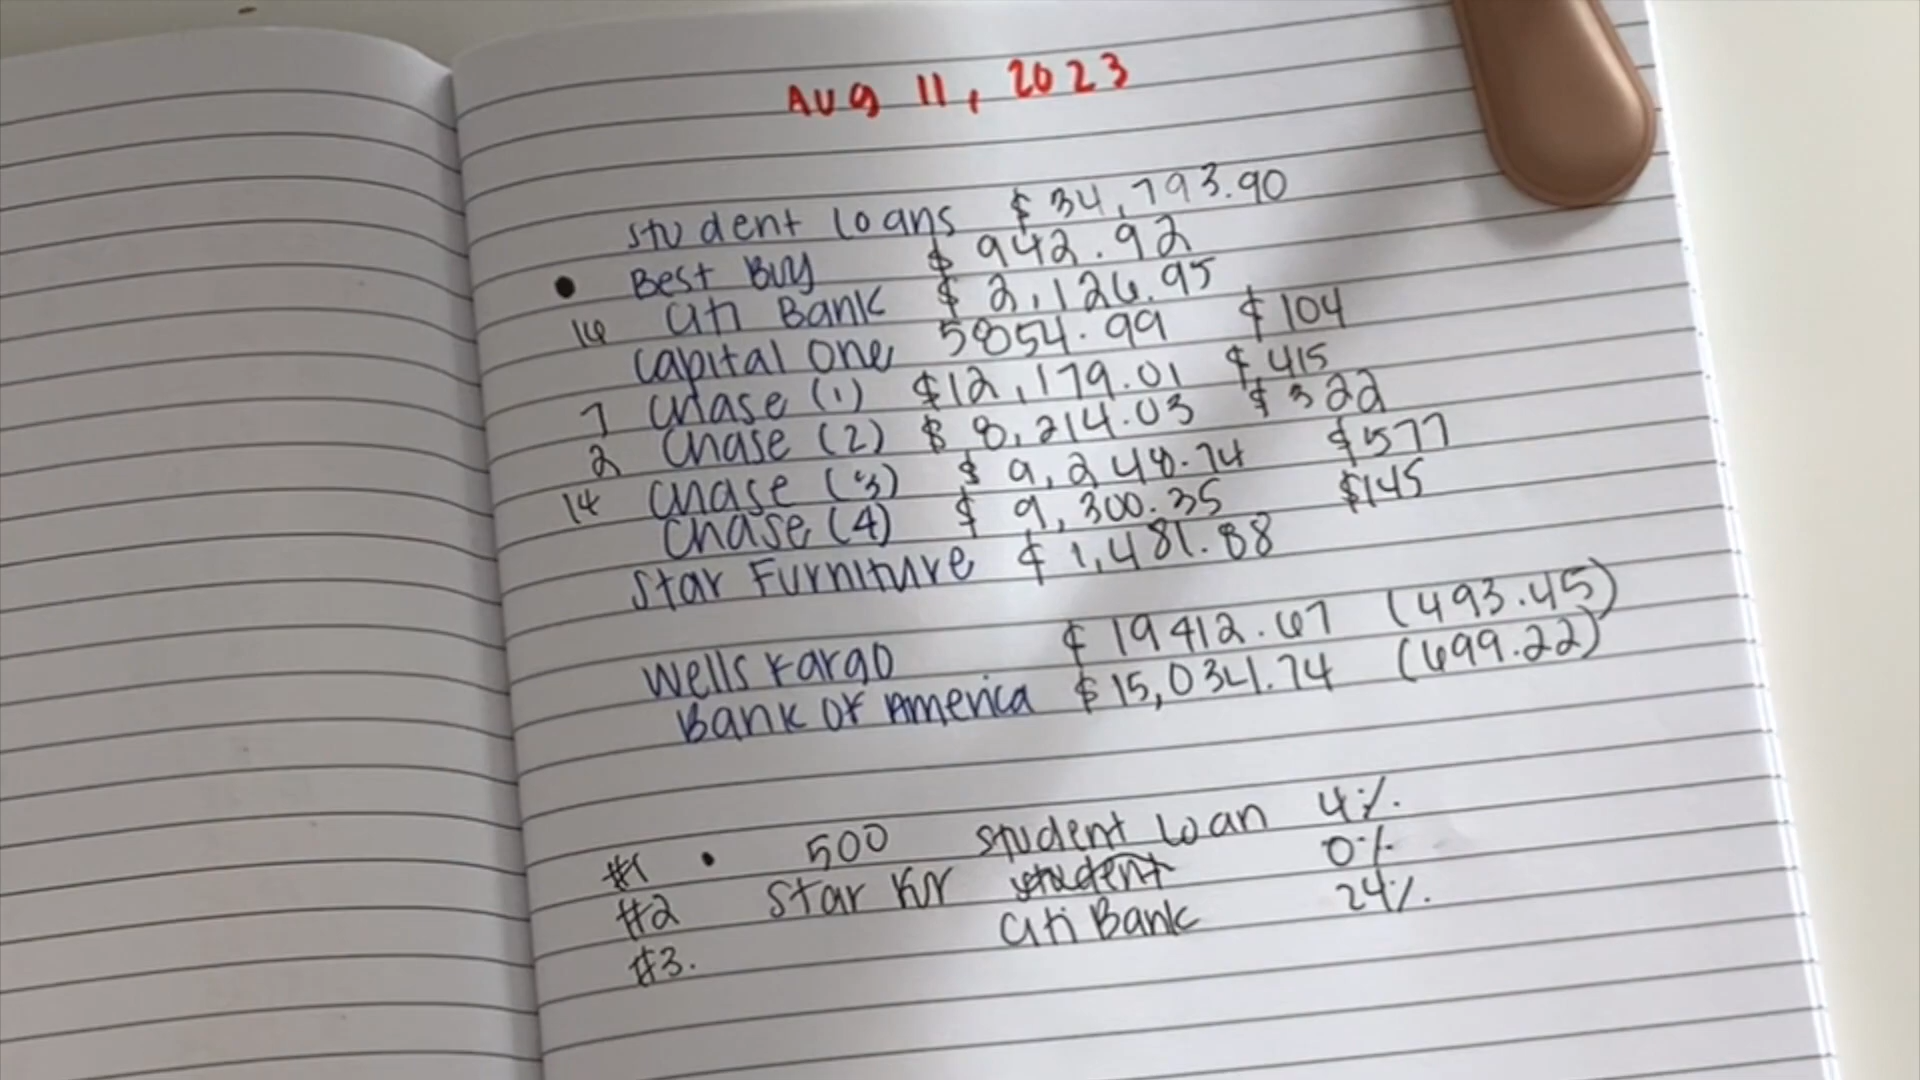 Aug 11, 2023
student loans $34,793.90
• Best Buy $942.92
Citi Bank $2,126.95
16 Capital One 5854.99 $104
7 Chase (1) $12,179.01 $415
2 Chase (2) $8,214.03 $322
14 Chase (3) $9,248.74 $577
Chase (4) $9,300.35 $145
Star Furniture $1,481.88
Wells Fargo $19412.67 (493.45)
Bank of America $15,034.74 (699.22)
#1 • 500 student loan 4%.
#2 Star Fur student 0%
#3. Citi Bank 24%.